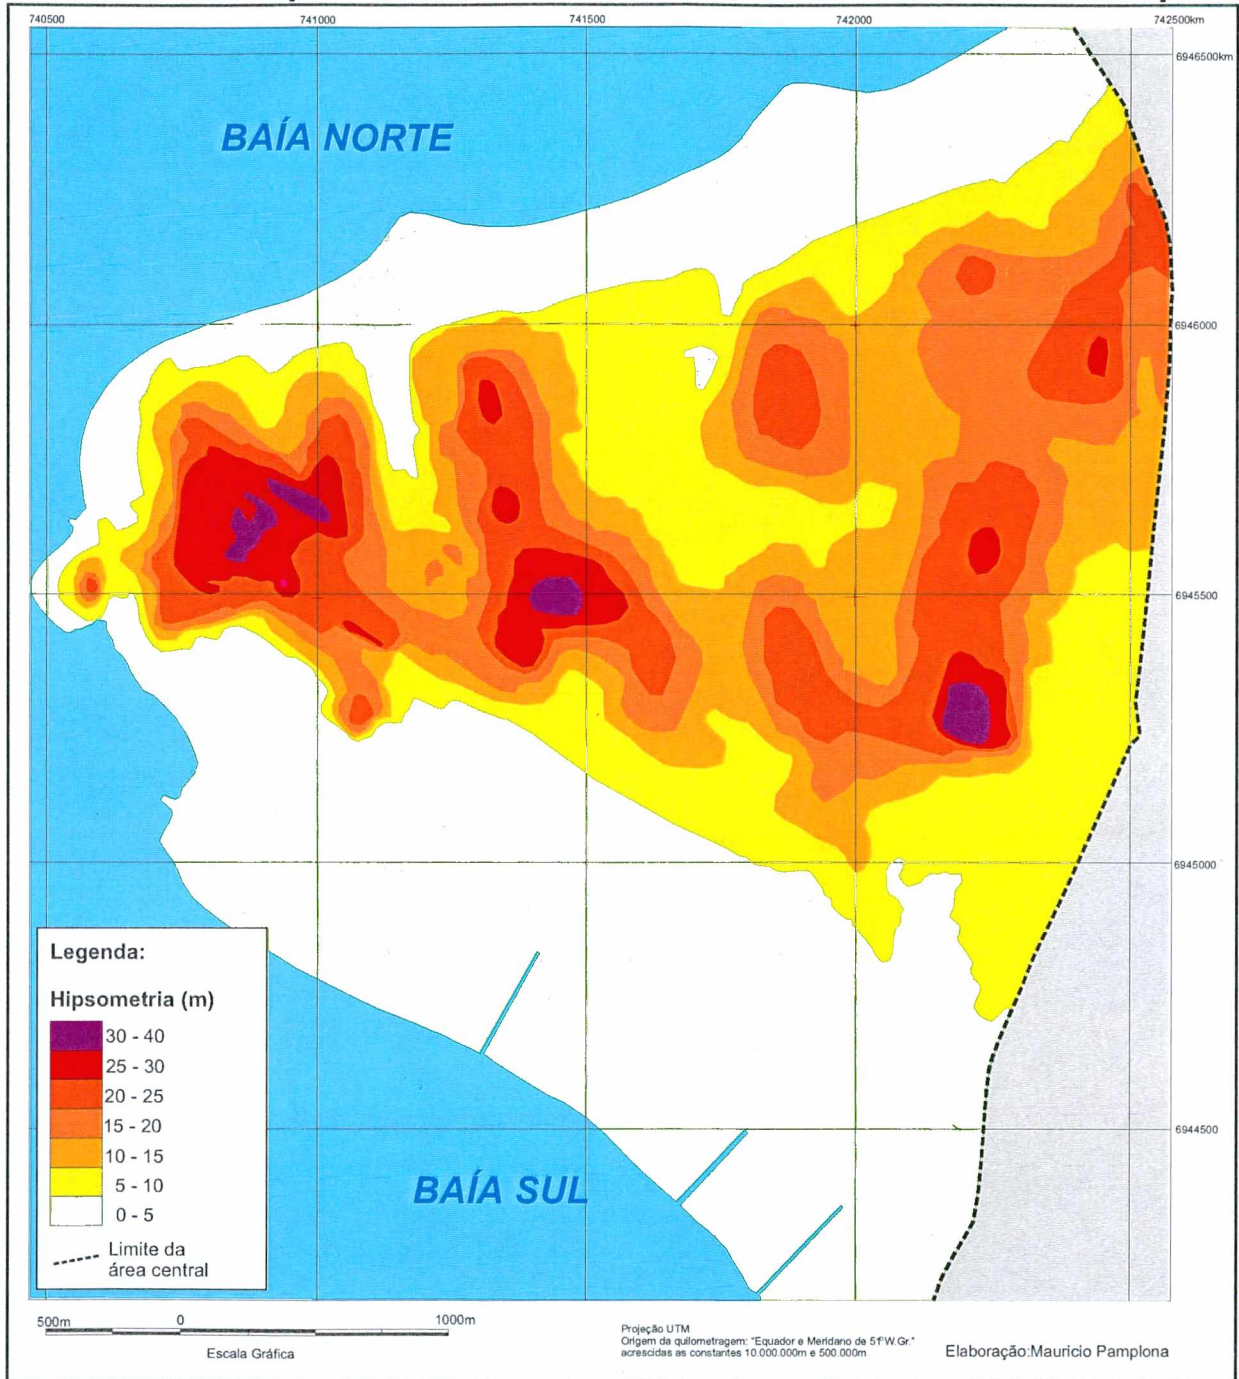 740500 741000 741500 742000 742500km
6946500km
BAÍA NORTE
6946000
6945500
6945000
Legenda:
Hipsometria (m)
30 - 40
25 - 30
20 - 25
15 - 20
10 - 15
5 - 10
0 - 5
Limite da
área central
6944500
BAÍA SUL
500m 0 1000m
Escala Gráfica
Projeção UTM
Origem da quilometragem: "Equador e Meridano de 51ºW.Gr."
acrescidas as constantes 10.000.000m e 500.000m
Elaboração:Mauricio Pamplona